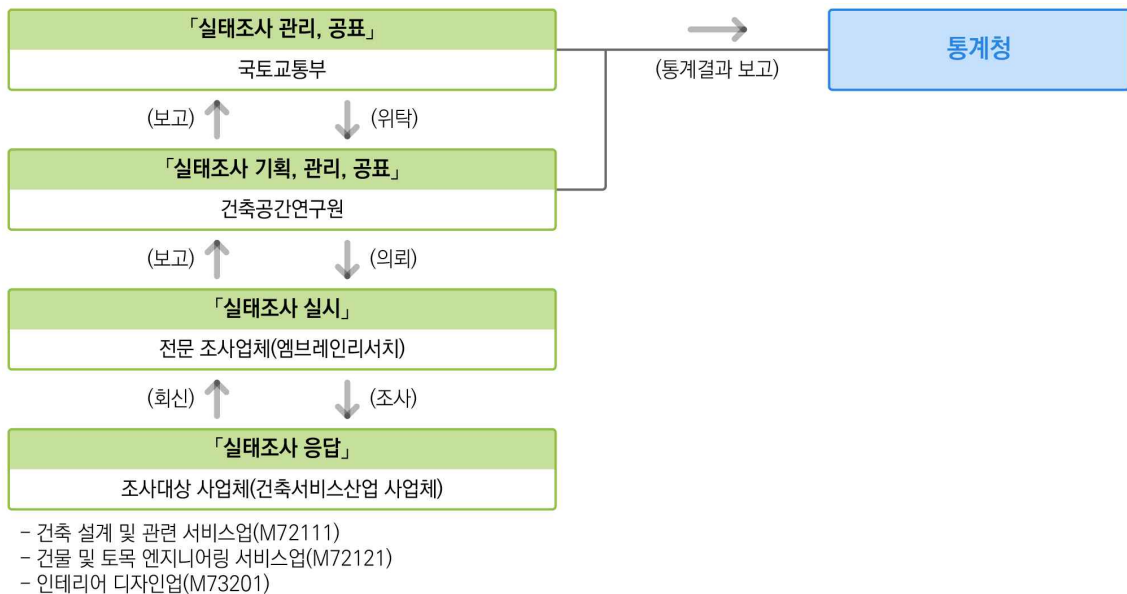 「실태조사 관리, 공표」
국토교통부
(통계결과 보고)
통계청
(보고)
(위탁)
「실태조사 기획, 관리, 공표」
건축공간연구원
(보고)
(의뢰)
「실태조사 실시」
전문 조사업체(엠브레인리서치)
(회신)
(조사)
「실태조사 응답」
조사대상 사업체(건축서비스산업 사업체)
- 건축 설계 및 관련 서비스업(M72111)
- 건물 및 토목 엔지니어링 서비스업(M72121)
- 인테리어 디자인업(M73201)